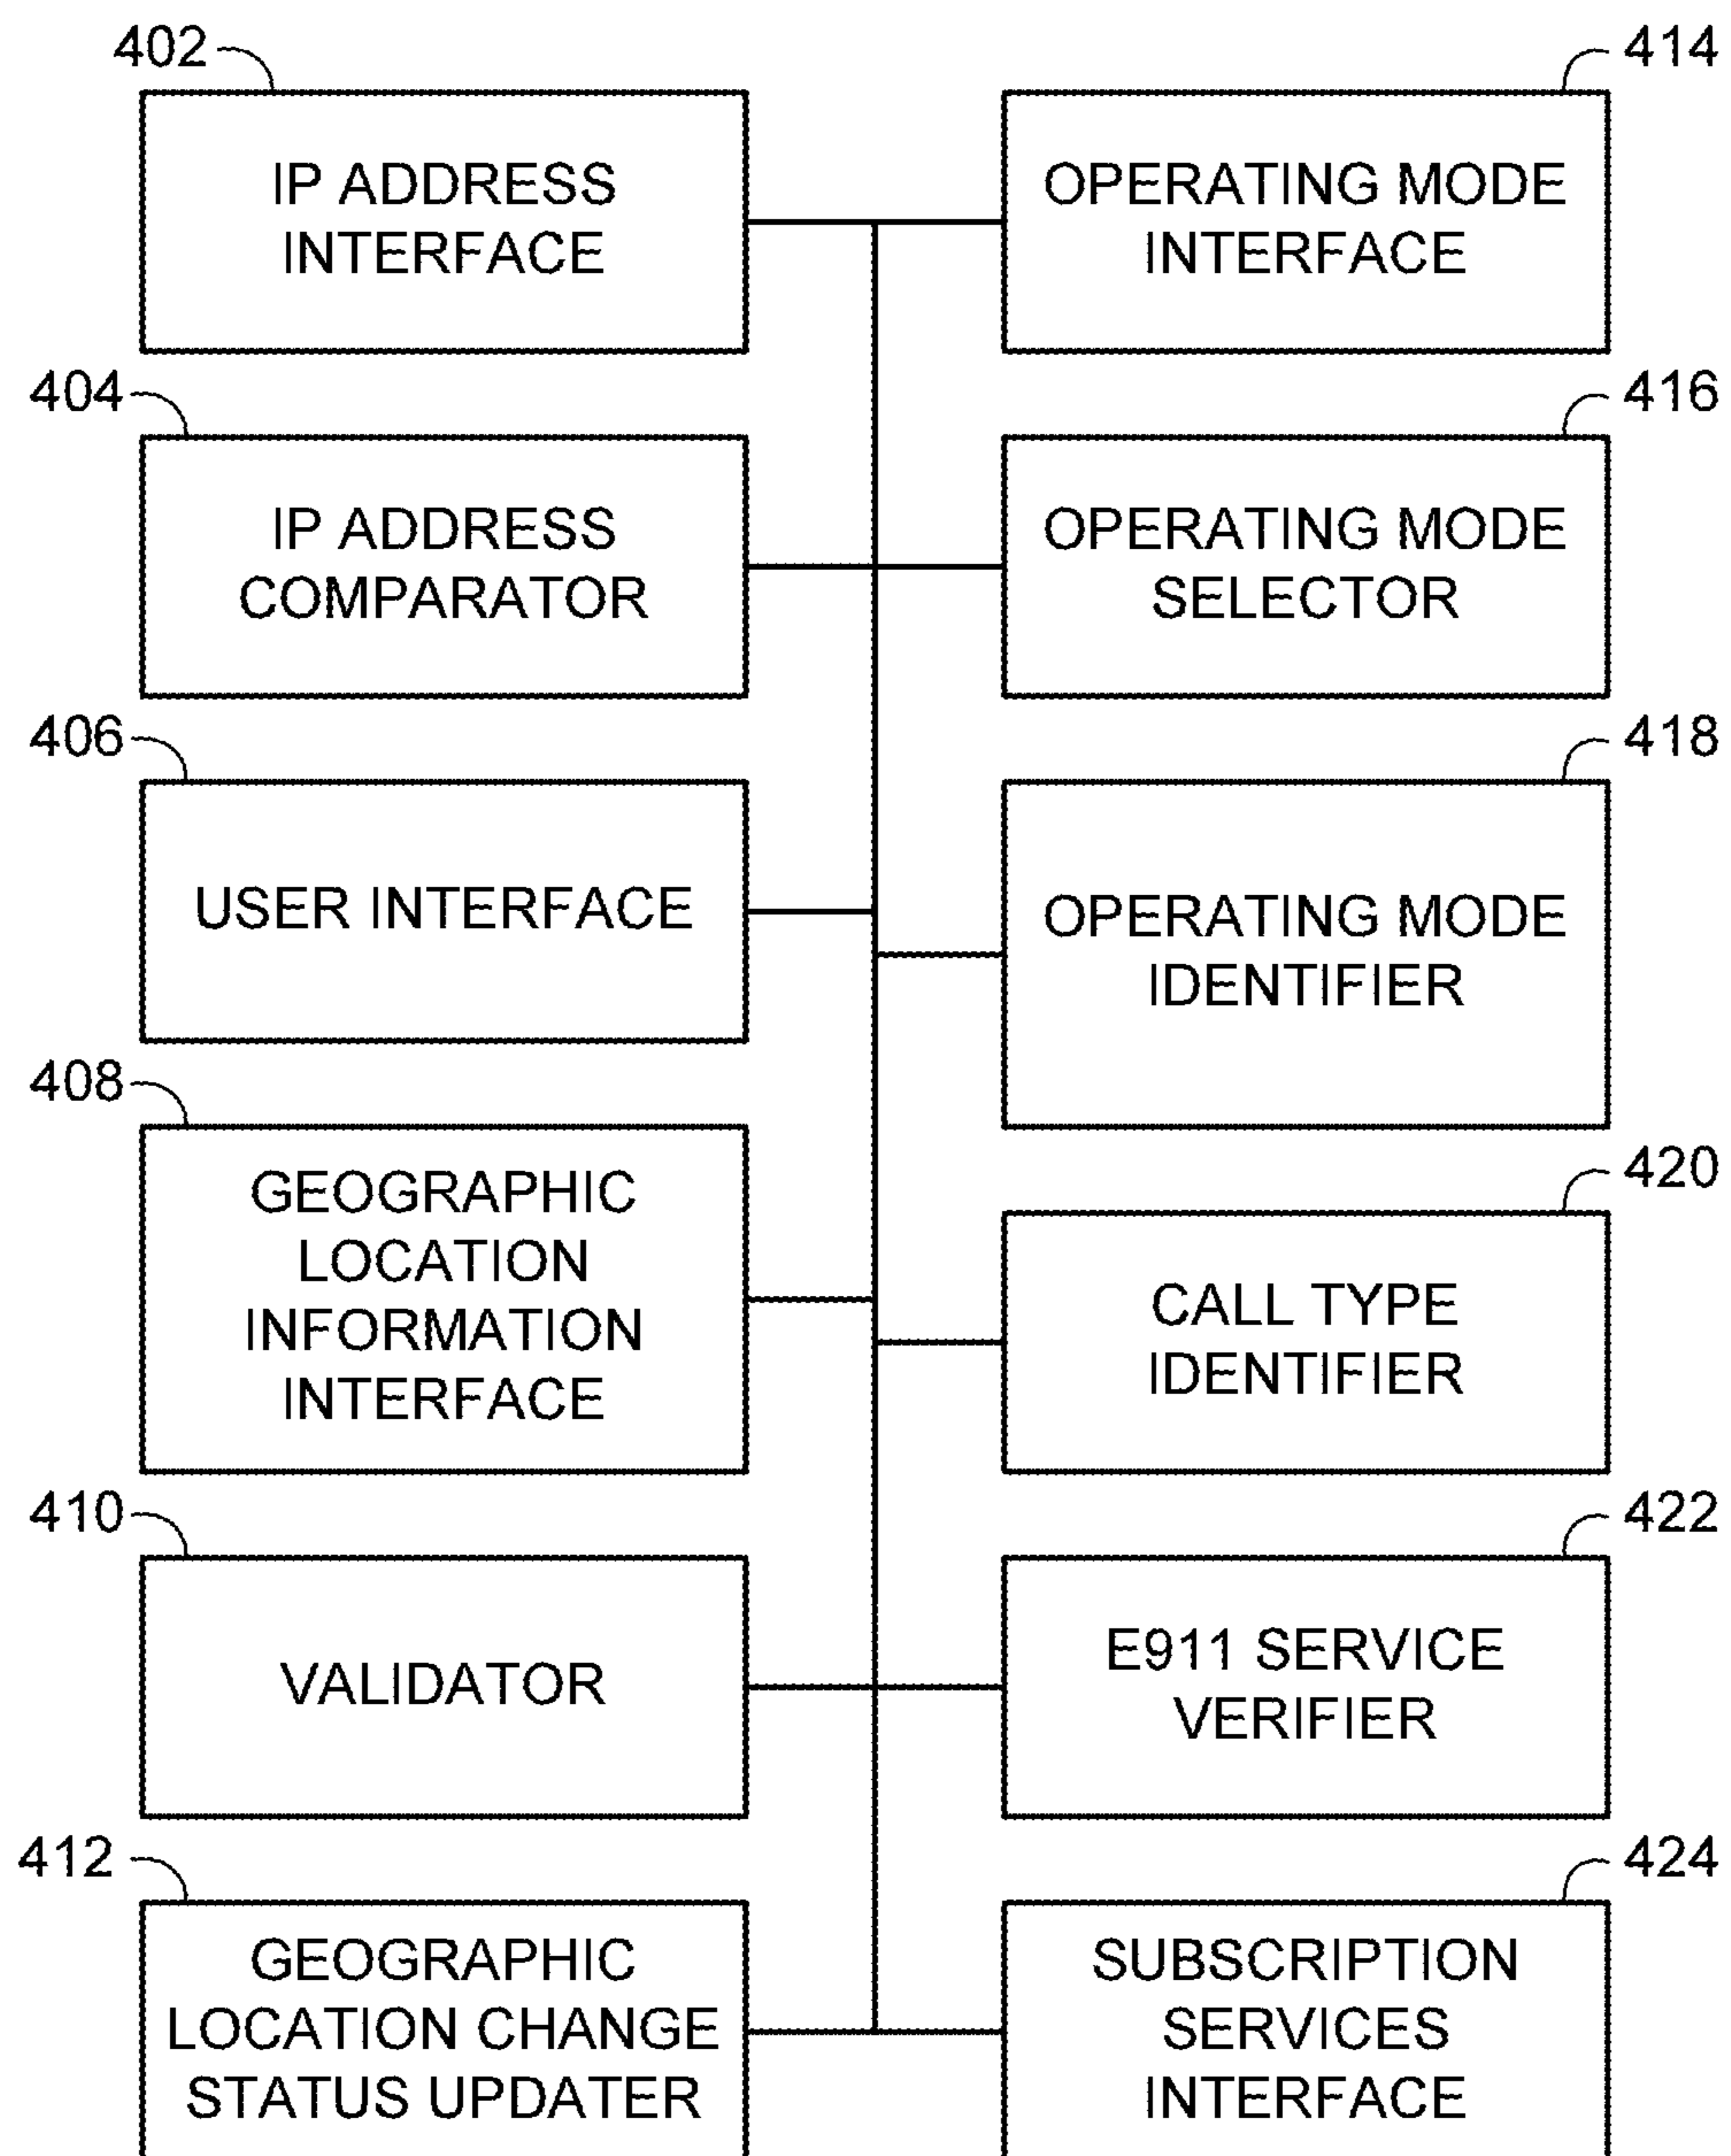 402
IP ADDRESS
INTERFACE
404
IP ADDRESS
COMPARATOR
406
USER INTERFACE
408
GEOGRAPHIC
LOCATION
INFORMATION
INTERFACE
410
VALIDATOR
412
GEOGRAPHIC
LOCATION CHANGE
STATUS UPDATER
414
OPERATING MODE
INTERFACE
416
OPERATING MODE
SELECTOR
418
OPERATING MODE
IDENTIFIER
420
CALL TYPE
IDENTIFIER
422
E911 SERVICE
VERIFIER
424
SUBSCRIPTION
SERVICES
INTERFACE